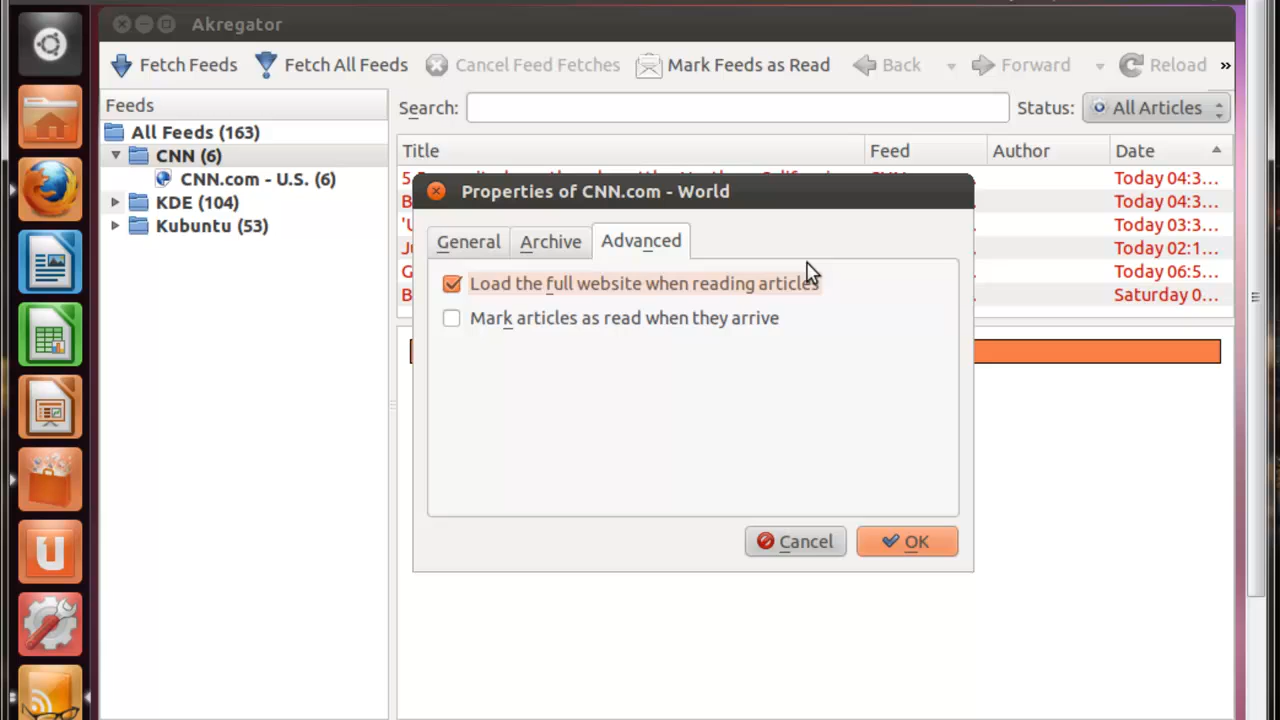 Akregator
Fetch Feeds Fetch All Feeds Cancel Feed Fetches Mark Feeds as Read Back Forward Reload »
Feeds
Search: Status: All Articles
All Feeds (163)
CNN (6)
CNN.com - U.S. (6)
KDE (104)
Kubuntu (53)
Title Feed Author Date
Today 04:3...
Today 04:3...
Today 03:3...
Today 02:1...
Today 06:5...
Saturday 0...
Properties of CNN.com - World
General Archive Advanced
Load the full website when reading articles
Mark articles as read when they arrive
Cancel OK